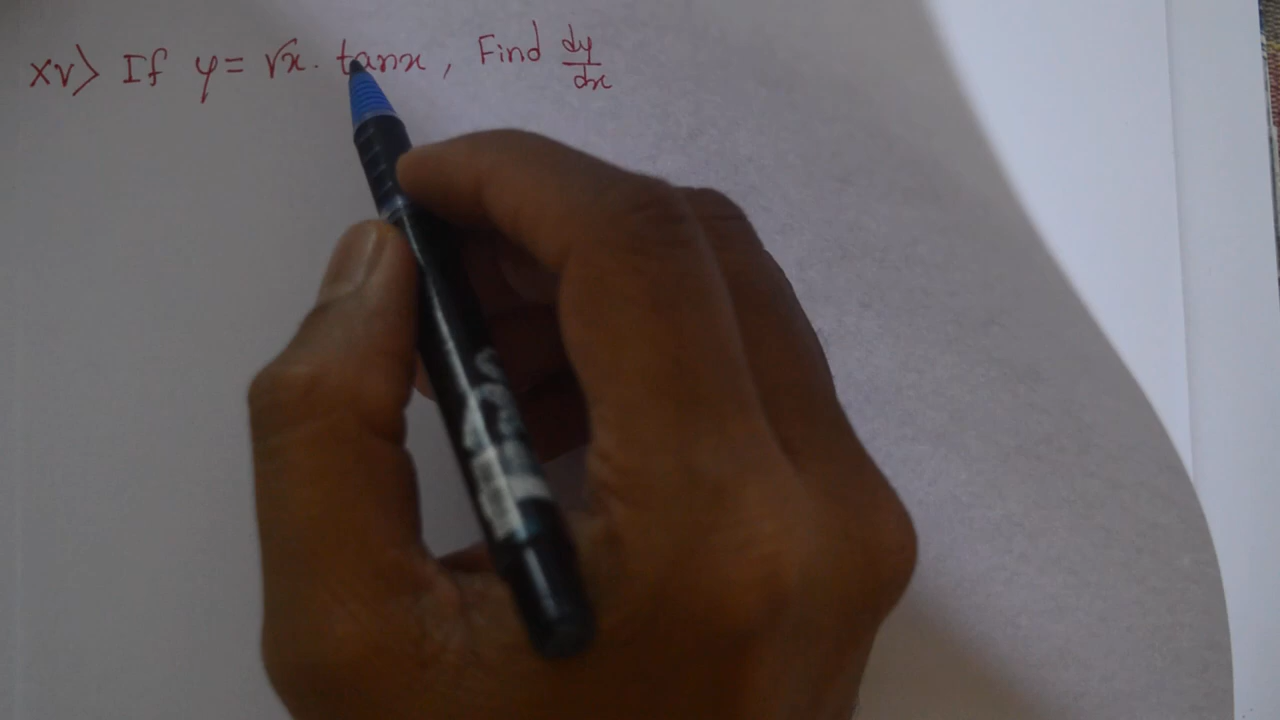 xv> If y = √x . tanx , Find dy/dx